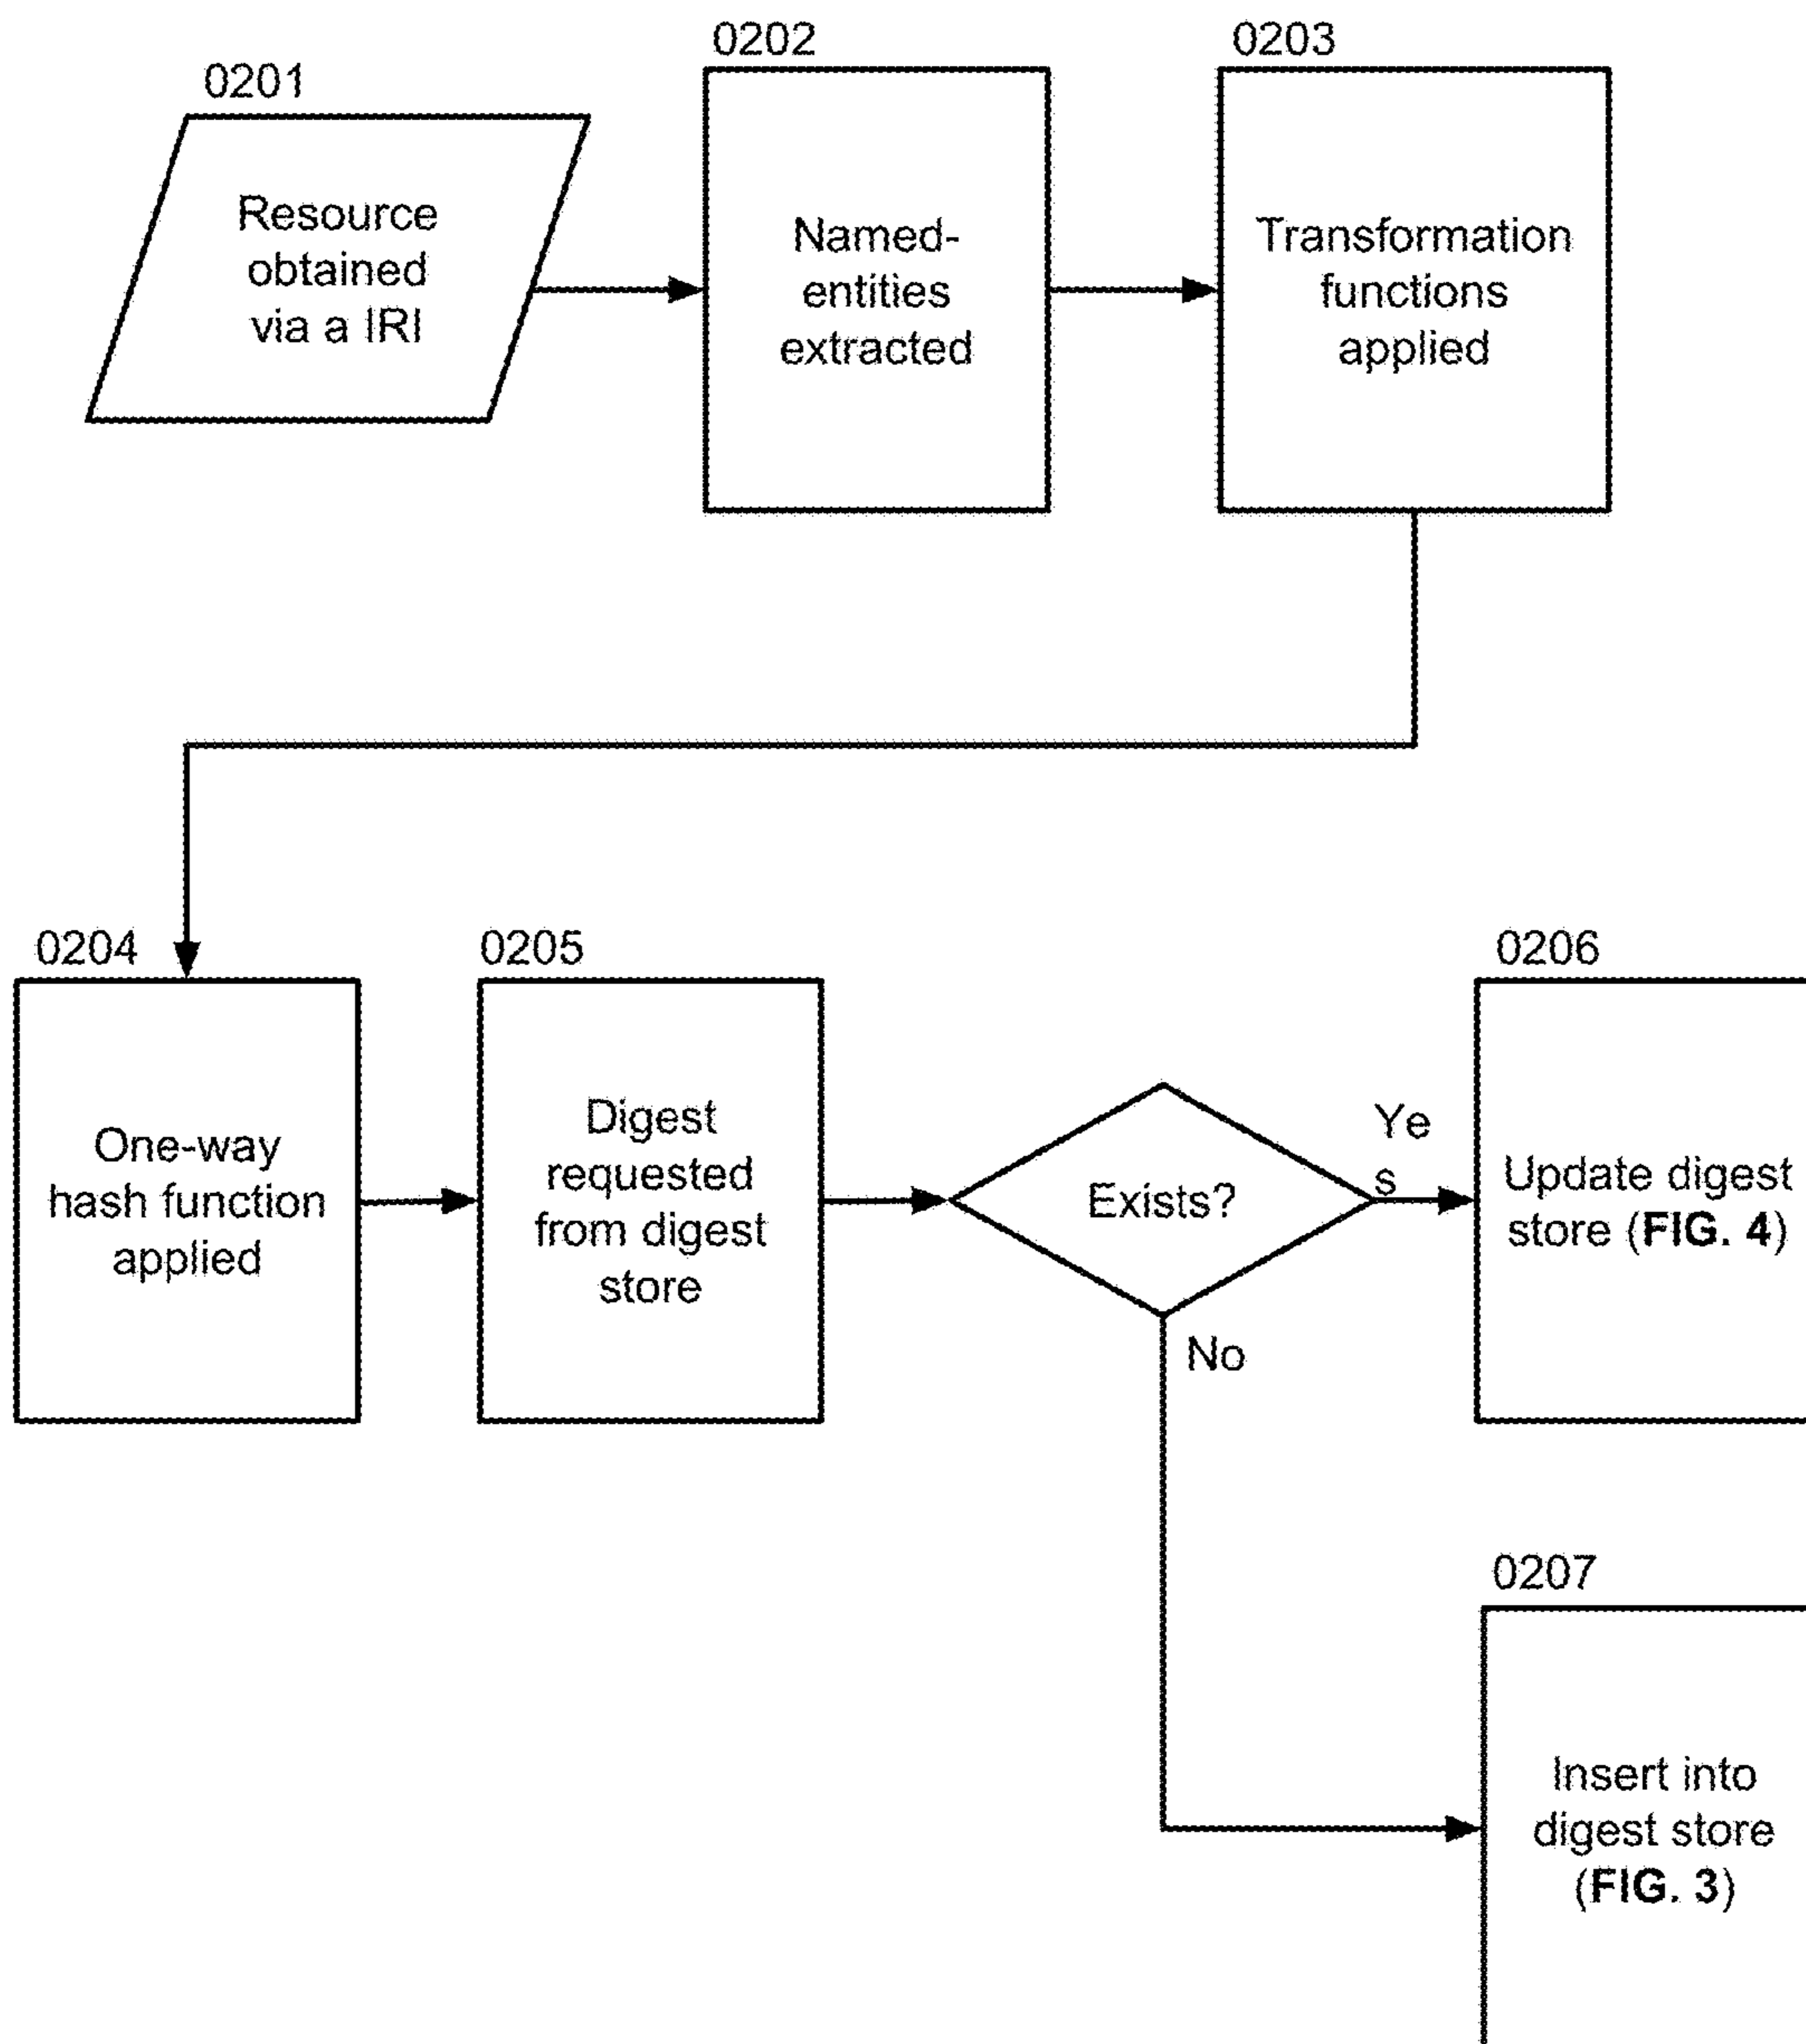 0201
Resource
obtained
via a IRI
0202
Named-
entities
extracted
0203
Transformation
functions
applied
0204
One-way
hash function
applied
0205
Digest
requested
from digest
store
Exists?
Ye
s
No
0206
Update digest
store (FIG. 4)
0207
Insert into
digest store
(FIG. 3)